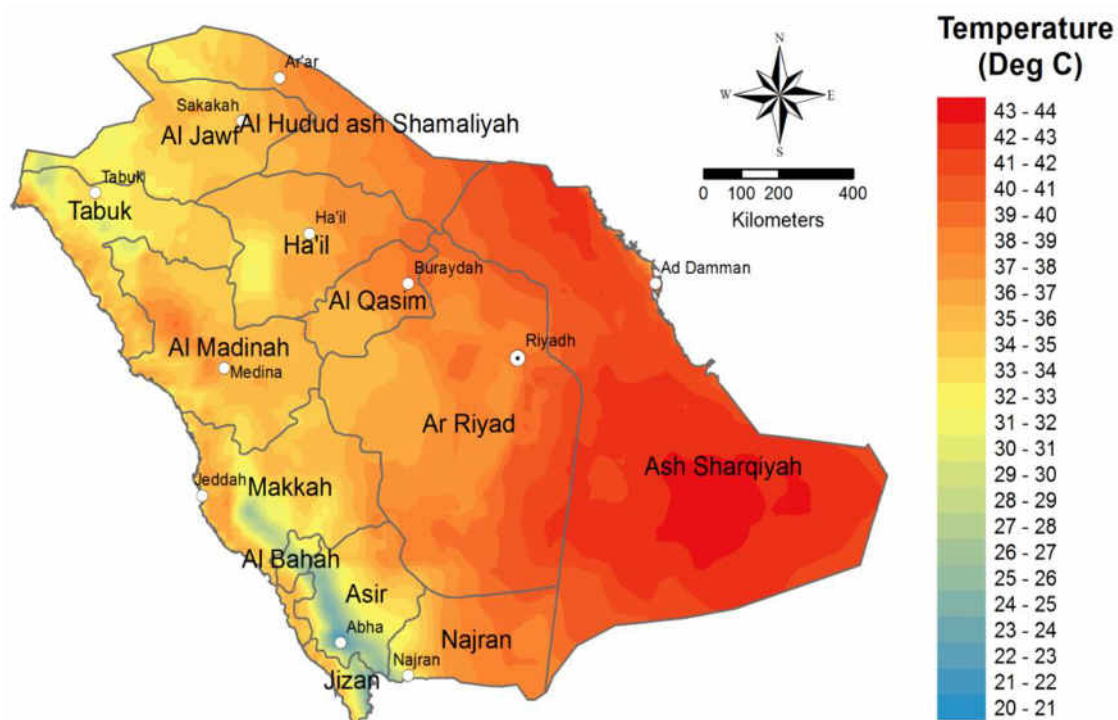 Temperature
(Deg C)
43 - 44
42 - 43
41 - 42
40 - 41
39 - 40
38 - 39
37 - 38
36 - 37
35 - 36
34 - 35
33 - 34
32 - 33
31 - 32
30 - 31
29 - 30
28 - 29
27 - 28
26 - 27
25 - 26
24 - 25
23 - 24
22 - 23
21 - 22
20 - 21
N
W
E
S
0 100 200 400
Kilometers
Ar'ar
Sakakah
Al Hudud ash Shamaliyah
Al Jawf
Tabuk
Tabuk
Ha'il
Ha'il
Buraydah
Al Qasim
Ad Damman
Riyadh
Al Madinah
Medina
Ar Riyad
Ash Sharqiyah
Jeddah
Makkah
Al Bahah
Asir
Abha
Najran
Najran
Jizan